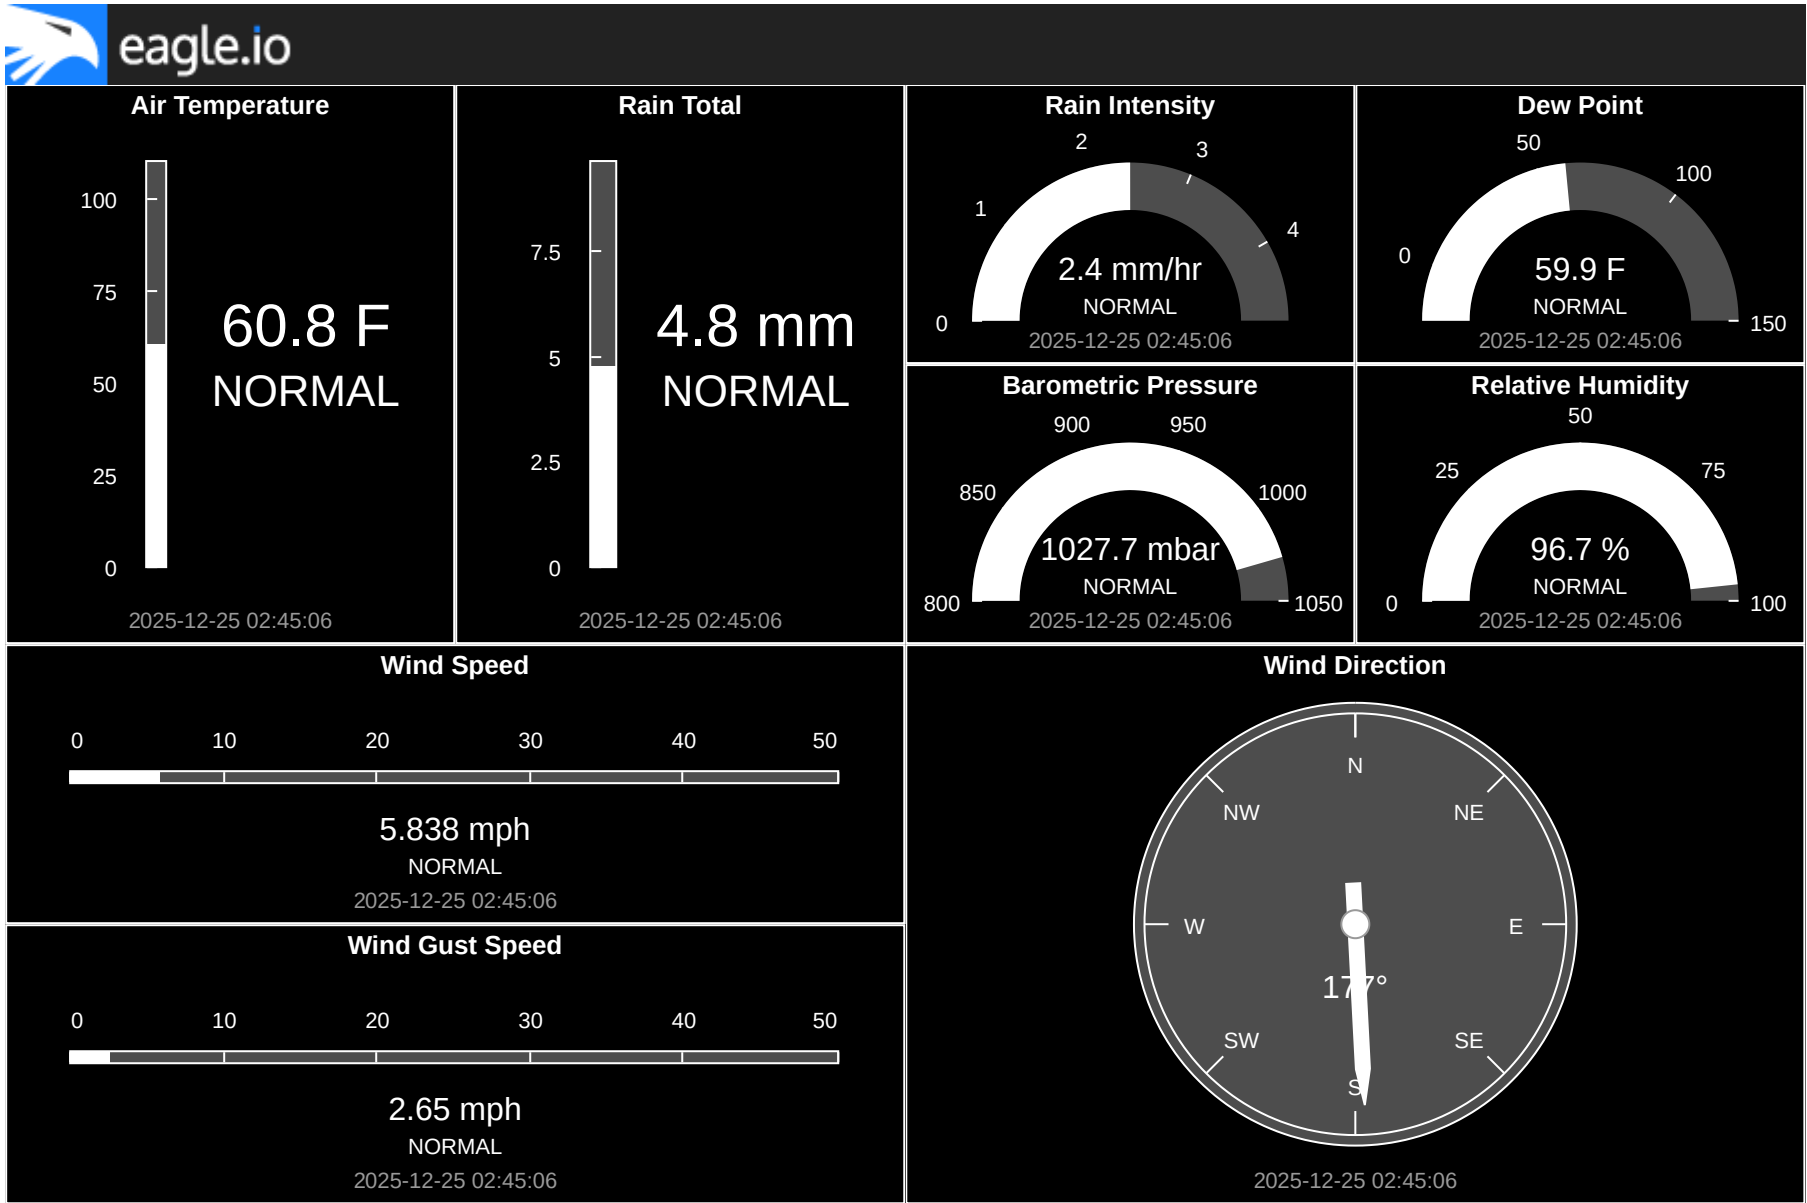 eagle.io
Air Temperature
100
75
50
25
0
60.8 F
NORMAL
2025-12-25 02:45:06
Rain Total
7.5
5
2.5
0
4.8 mm
NORMAL
2025-12-25 02:45:06
Rain Intensity
0
1
2
3
4
2.4 mm/hr
NORMAL
2025-12-25 02:45:06
Dew Point
0
50
100
150
59.9 F
NORMAL
2025-12-25 02:45:06
Barometric Pressure
800
850
900
950
1000
1050
1027.7 mbar
NORMAL
2025-12-25 02:45:06
Relative Humidity
0
25
50
75
100
96.7 %
NORMAL
2025-12-25 02:45:06
Wind Speed
0 10 20 30 40 50
5.838 mph
NORMAL
2025-12-25 02:45:06
Wind Gust Speed
0 10 20 30 40 50
2.65 mph
NORMAL
2025-12-25 02:45:06
Wind Direction
N
NW NE
W E
177°
SW SE
S
2025-12-25 02:45:06